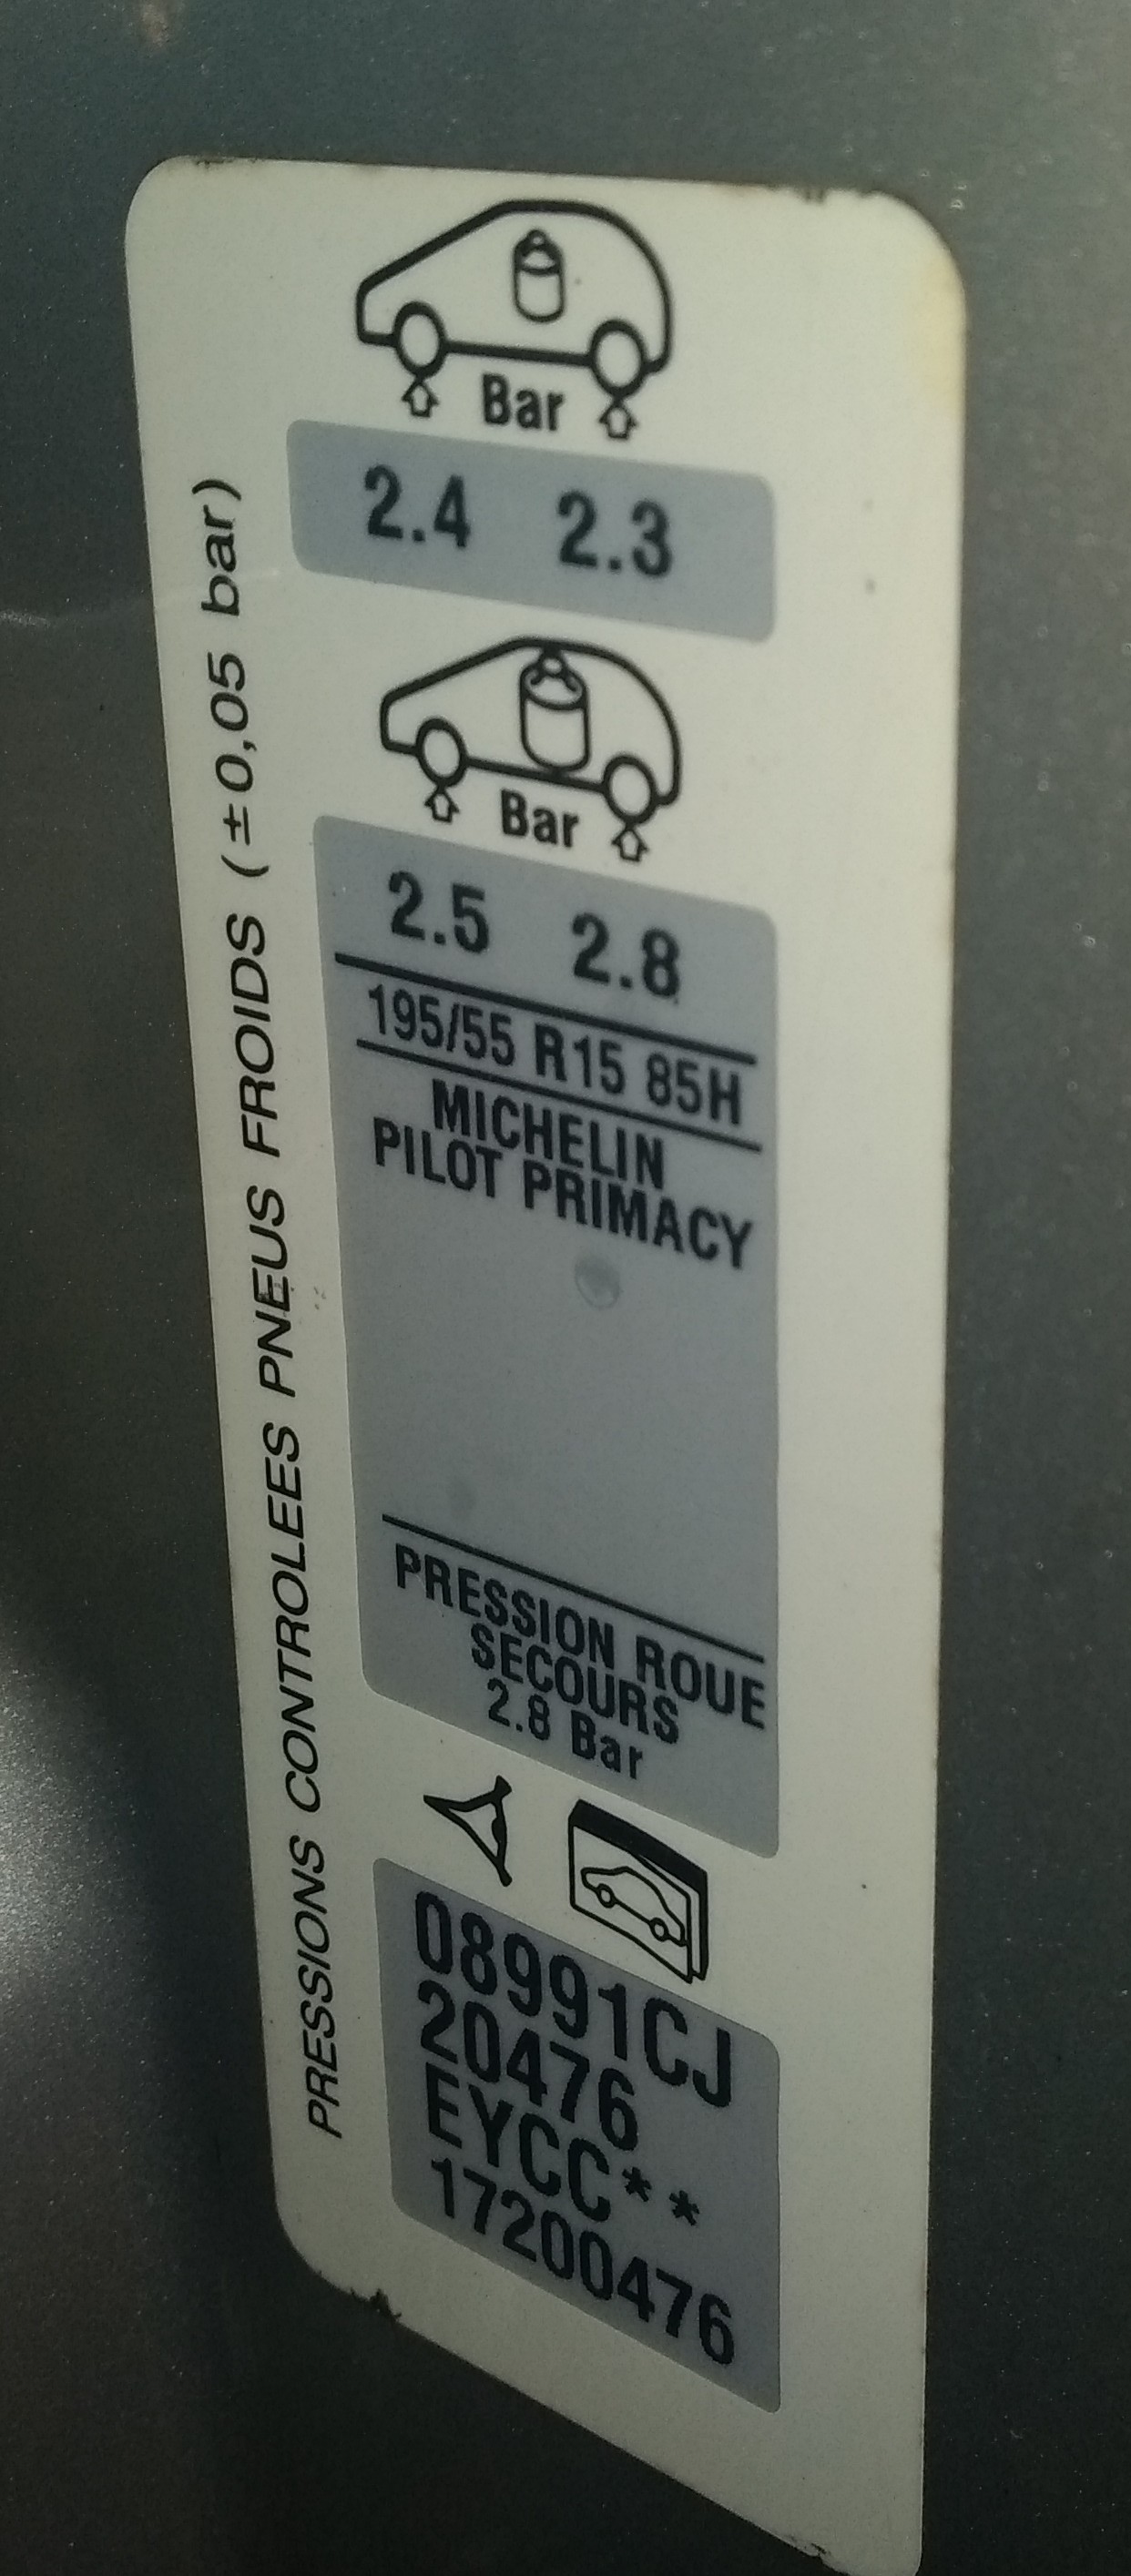 Bar
2.4 2.3
Bar
2.5 2.8
195/55 R15 85H
MICHELIN
PILOT PRIMACY
PRESSION ROUE
SECOURS
2.8 Bar
08991CJ
20476
EYCC**
17200476
PRESSIONS CONTROLEES PNEUS FROIDS (±0,05 bar)